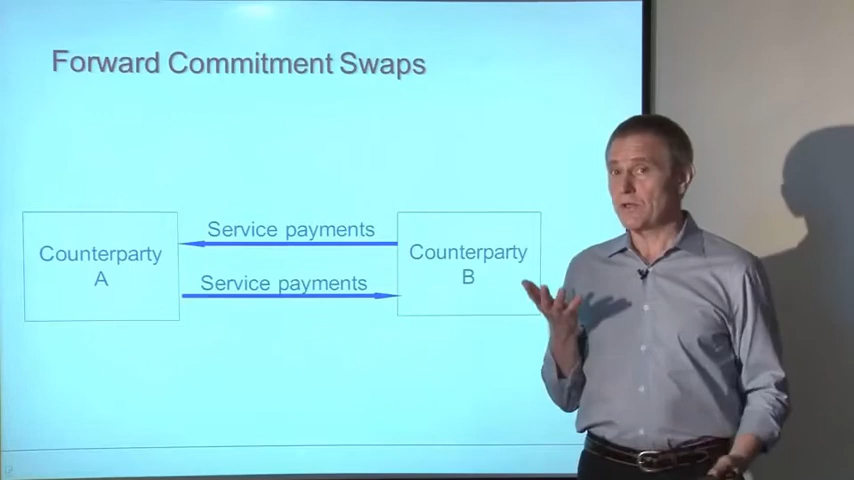 Forward Commitment Swaps
Service payments
Counterparty
A
Counterparty
B
Service payments